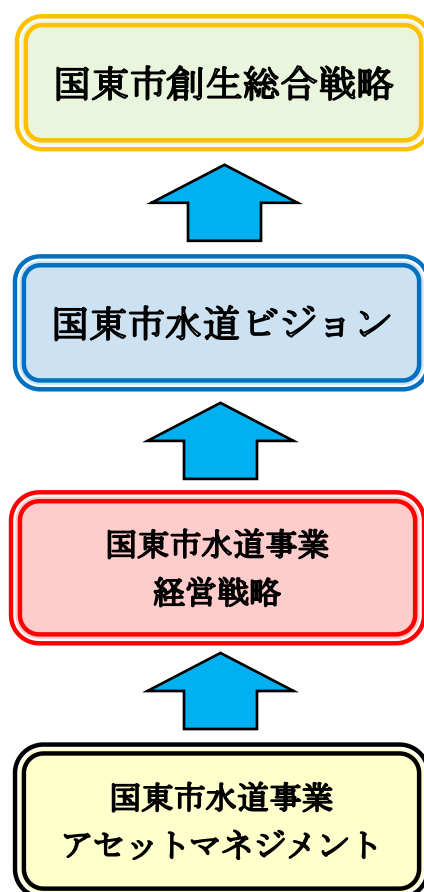 国東市創生総合戦略
国東市水道ビジョン
国東市水道事業
経営戦略
国東市水道事業
アセットマネジメント